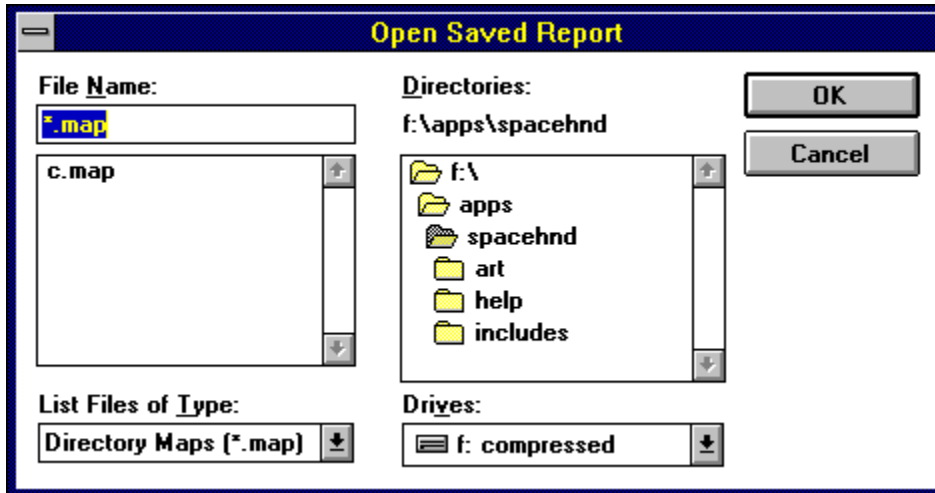 Open Saved Report
File Name:
*.map
c.map
List Files of Type:
Directory Maps (*.map)
Directories:
f:\apps\spacehnd
f:\
apps
spacehnd
art
help
includes
Drives:
f: compressed
OK
Cancel